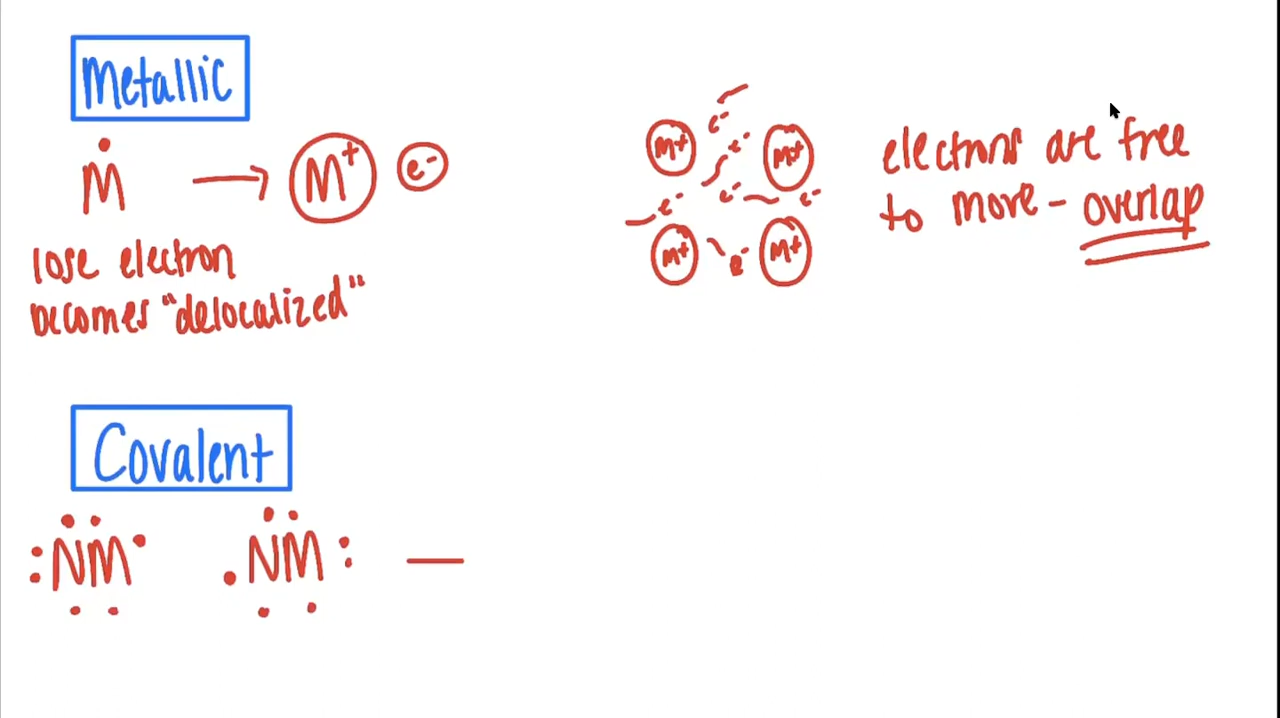 Metallic
M → M⁺ e⁻
lose electron
becomes "delocalized"
e⁻
M⁺ e⁻ M⁺
e⁻ e⁻ e⁻
M⁺ e⁻ M⁺
electrons are free
to move - overlap
Covalent
NM NM —